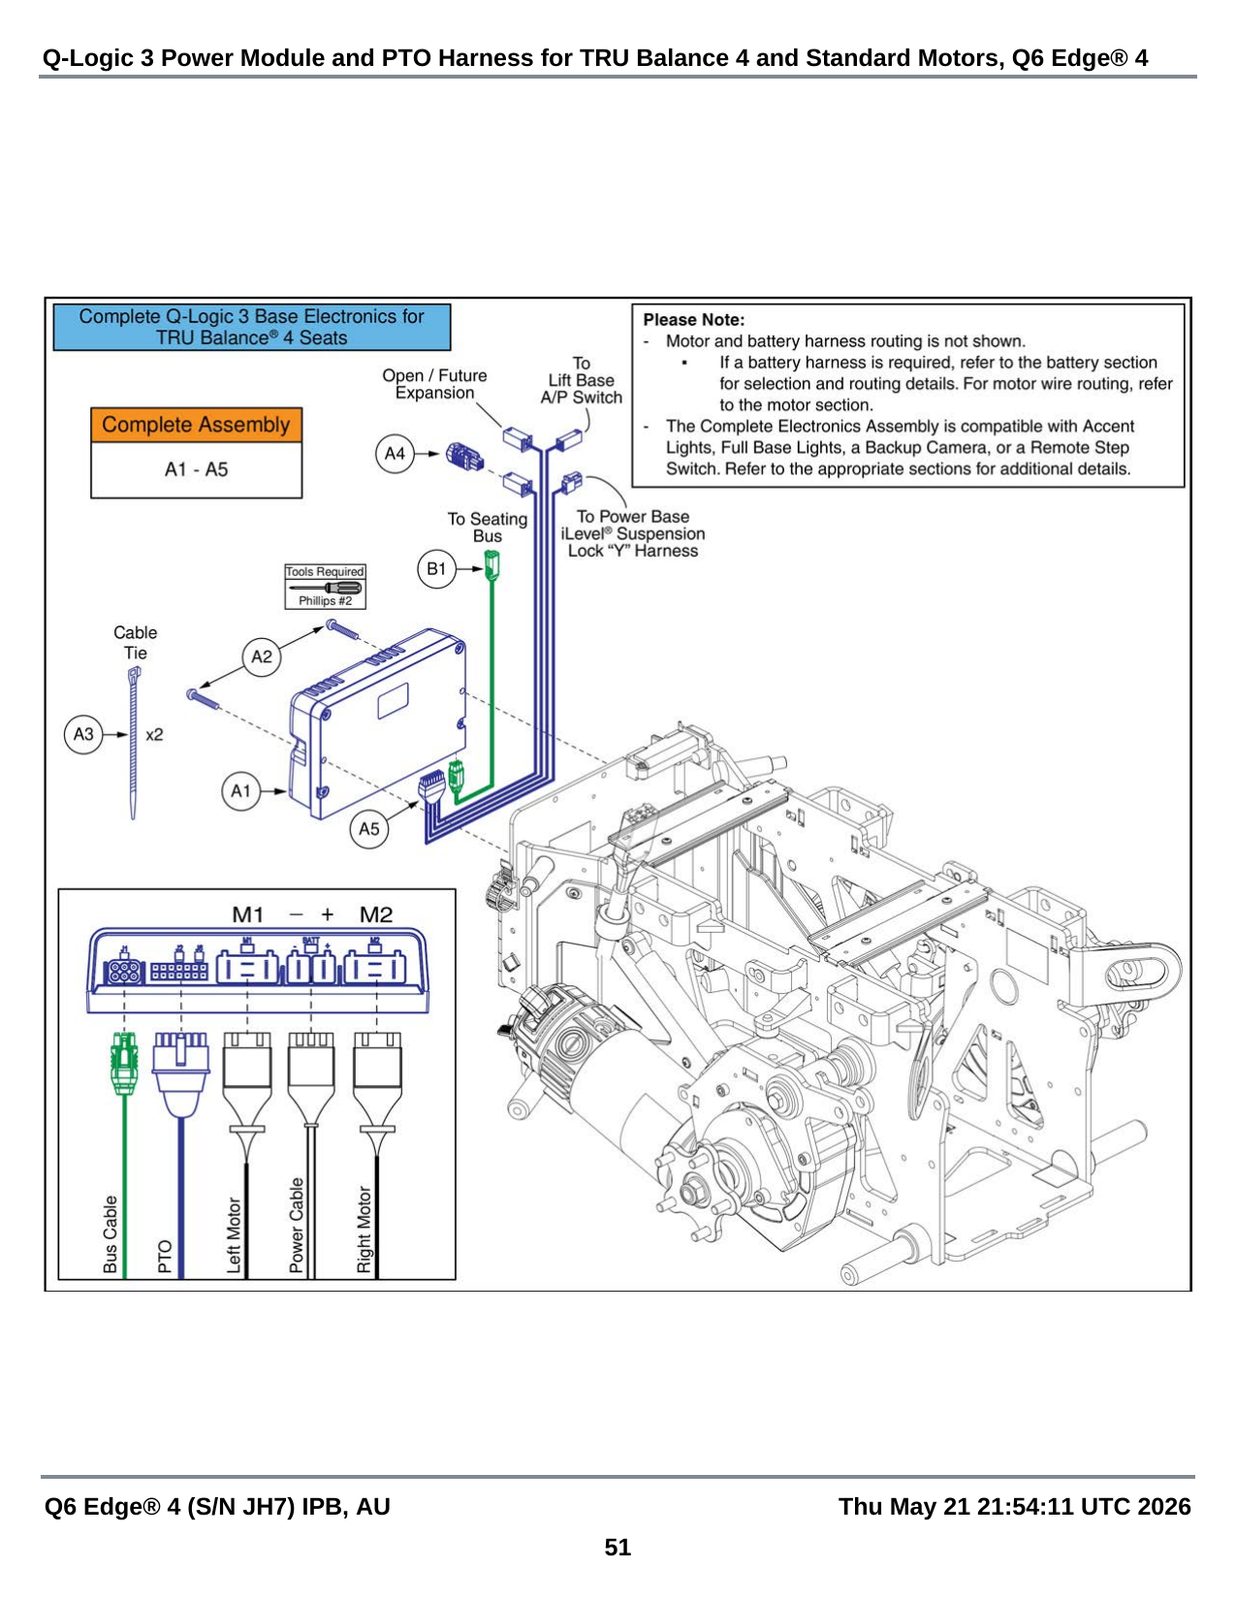 Q-Logic 3 Power Module and PTO Harness for TRU Balance 4 and Standard Motors, Q6 Edge® 4
Complete Q-Logic 3 Base Electronics for
TRU Balance® 4 Seats
Please Note:
- Motor and battery harness routing is not shown.
▪ If a battery harness is required, refer to the battery section
for selection and routing details. For motor wire routing, refer
to the motor section.
- The Complete Electronics Assembly is compatible with Accent
Lights, Full Base Lights, a Backup Camera, or a Remote Step
Switch. Refer to the appropriate sections for additional details.
Complete Assembly
A1 - A5
Open / Future
Expansion
To
Lift Base
A/P Switch
A4
To Seating
Bus
To Power Base
iLevel® Suspension
Lock “Y” Harness
B1
Tools Required
Phillips #2
Cable
Tie
A2
A3
x2
A1
A5
M1 – + M2
J1
J2
M1
BATT
- +
M2
Bus Cable
PTO
Left Motor
Power Cable
Right Motor
Q6 Edge® 4 (S/N JH7) IPB, AU
Thu May 21 21:54:11 UTC 2026
51